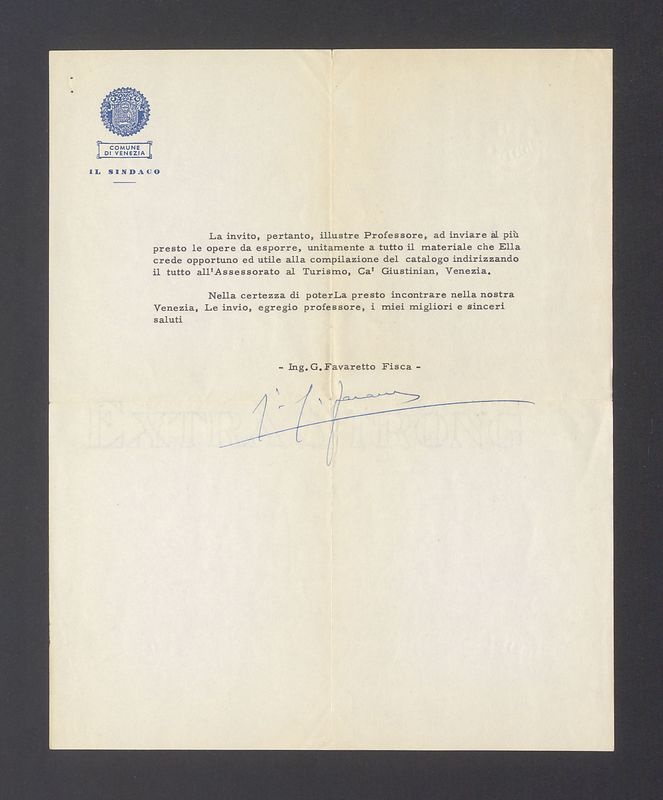 COMUNE
DI VENEZIA
IL SINDACO
La invito, pertanto, illustre Professore, ad inviare al più
presto le opere da esporre, unitamente a tutto il materiale che Ella
crede opportuno ed utile alla compilazione del catalogo indirizzando
il tutto all'Assessorato al Turismo, Ca' Giustinian, Venezia.
Nella certezza di poterLa presto incontrare nella nostra
Venezia, Le invio, egregio professore, i miei migliori e sinceri
saluti
- Ing.G.Favaretto Fisca -
EXTRA STRONG